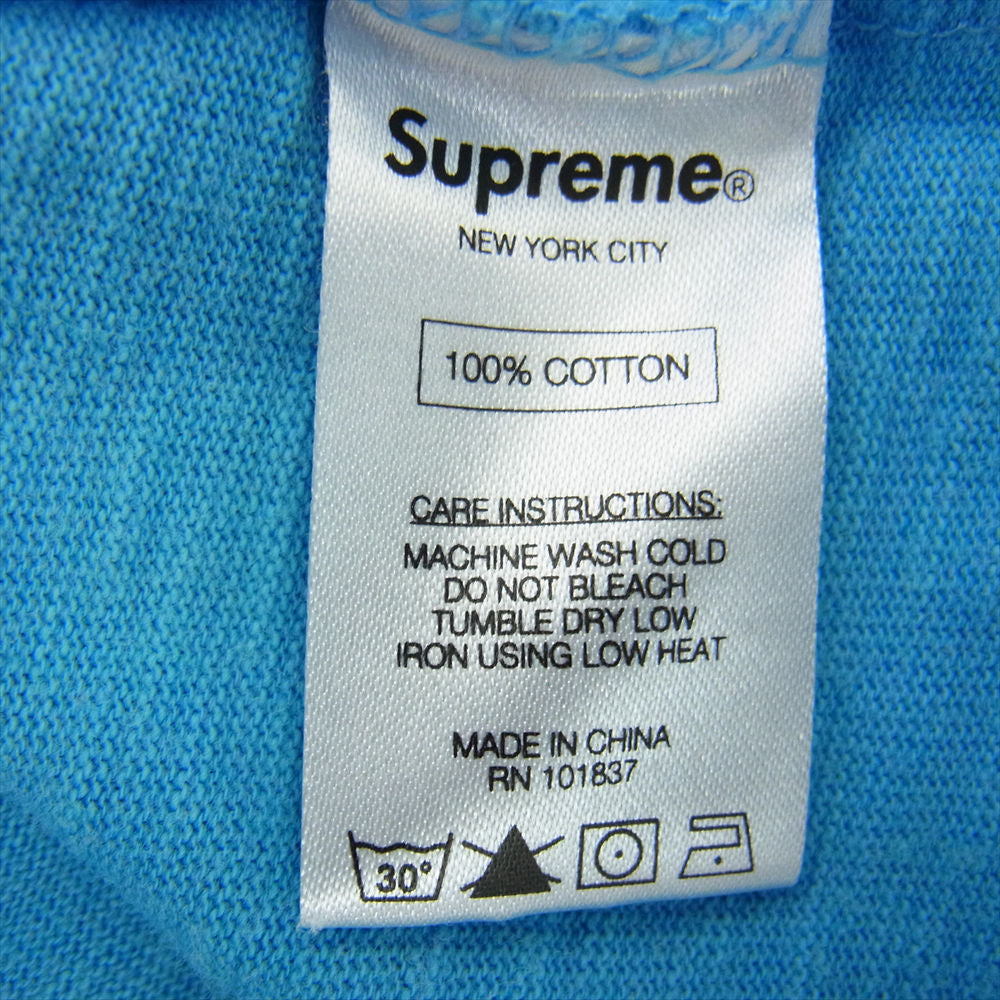 Supreme®
NEW YORK CITY
100% COTTON
CARE INSTRUCTIONS:
MACHINE WASH COLD
DO NOT BLEACH
TUMBLE DRY LOW
IRON USING LOW HEAT
MADE IN CHINA
RN 101837
30°